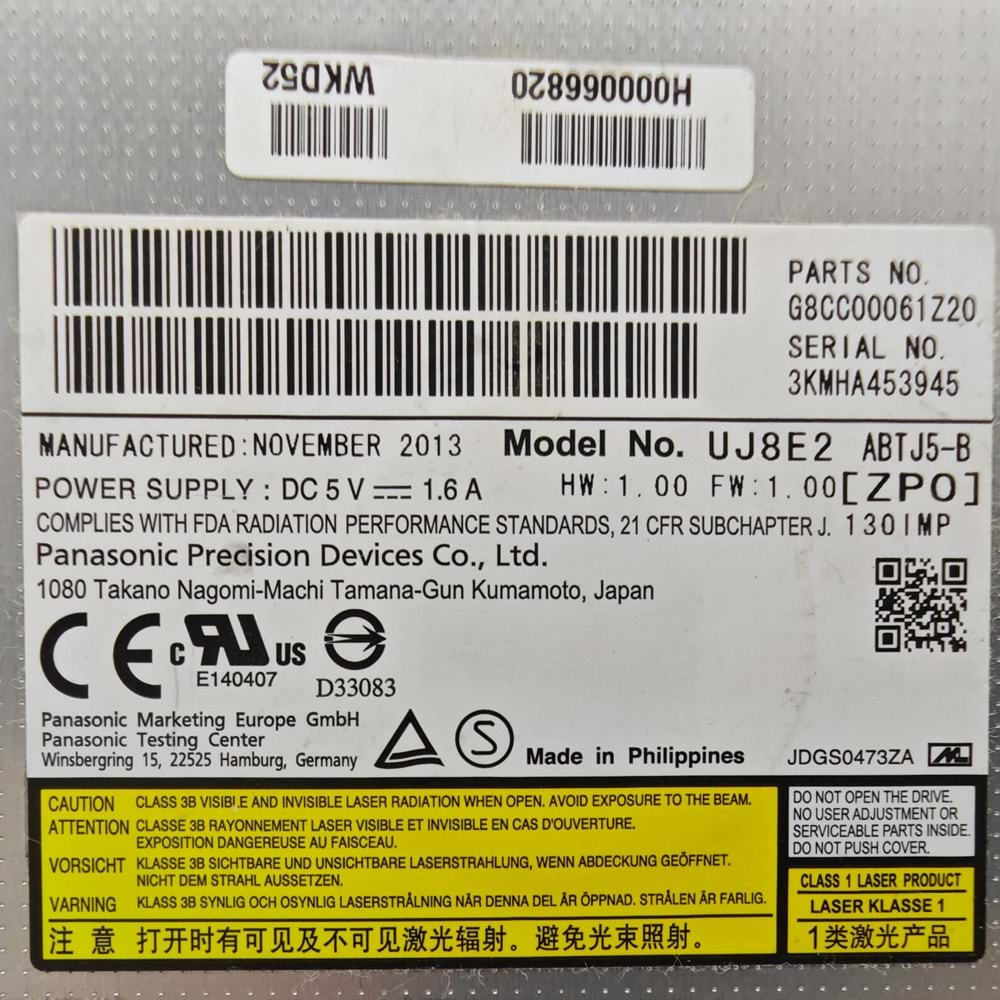 WKD52 H000066820
PARTS NO.
G8CC00061Z20
SERIAL NO.
3KMHA453945
MANUFACTURED:NOVEMBER 2013 Model No. UJ8E2 ABTJ5-B
POWER SUPPLY : DC 5 V ⎓ 1.6 A HW:1.00 FW:1.00[ZP0]
COMPLIES WITH FDA RADIATION PERFORMANCE STANDARDS, 21 CFR SUBCHAPTER J. 130IMP
Panasonic Precision Devices Co., Ltd.
1080 Takano Nagomi-Machi Tamana-Gun Kumamoto, Japan
CE c RU US
E140407
D33083
Panasonic Marketing Europe GmbH
Panasonic Testing Center
Winsbergring 15, 22525 Hamburg, Germany
S Made in Philippines JDGS0473ZA
CAUTION CLASS 3B VISIBLE AND INVISIBLE LASER RADIATION WHEN OPEN. AVOID EXPOSURE TO THE BEAM.
ATTENTION CLASSE 3B RAYONNEMENT LASER VISIBLE ET INVISIBLE EN CAS D'OUVERTURE.
EXPOSITION DANGEREUSE AU FAISCEAU.
VORSICHT KLASSE 3B SICHTBARE UND UNSICHTBARE LASERSTRAHLUNG, WENN ABDECKUNG GEÖFFNET.
NICHT DEM STRAHL AUSSETZEN.
VARNING KLASS 3B SYNLIG OCH OSYNLIG LASERSTRÅLNING NÄR DENNA DEL ÄR ÖPPNAD. STRÅLEN ÄR FARLIG.
注 意 打开时有可见及不可见激光辐射。避免光束照射。
DO NOT OPEN THE DRIVE.
NO USER ADJUSTMENT OR
SERVICEABLE PARTS INSIDE.
DO NOT PUSH COVER.
CLASS 1 LASER PRODUCT
LASER KLASSE 1
1类激光产品